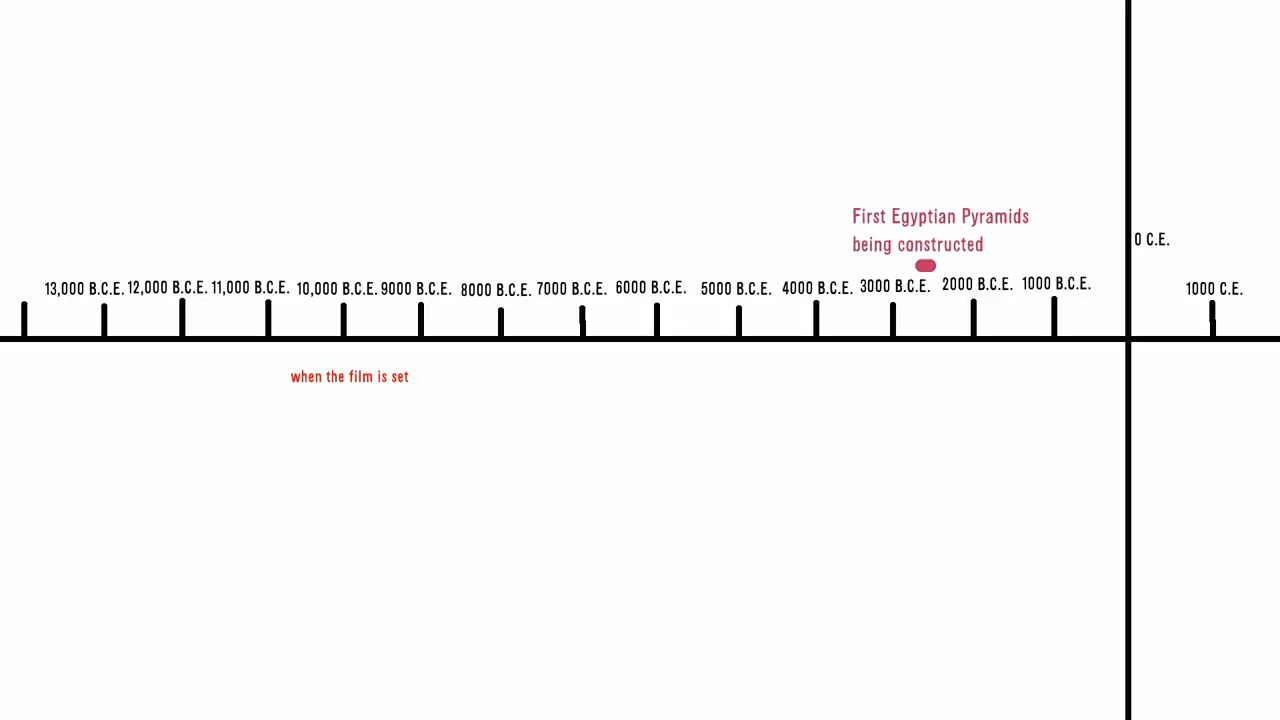 First Egyptian Pyramids
being constructed
0 C.E.
13,000 B.C.E. 12,000 B.C.E. 11,000 B.C.E. 10,000 B.C.E. 9000 B.C.E. 8000 B.C.E. 7000 B.C.E. 6000 B.C.E. 5000 B.C.E. 4000 B.C.E. 3000 B.C.E. 2000 B.C.E. 1000 B.C.E. 1000 C.E.
when the film is set